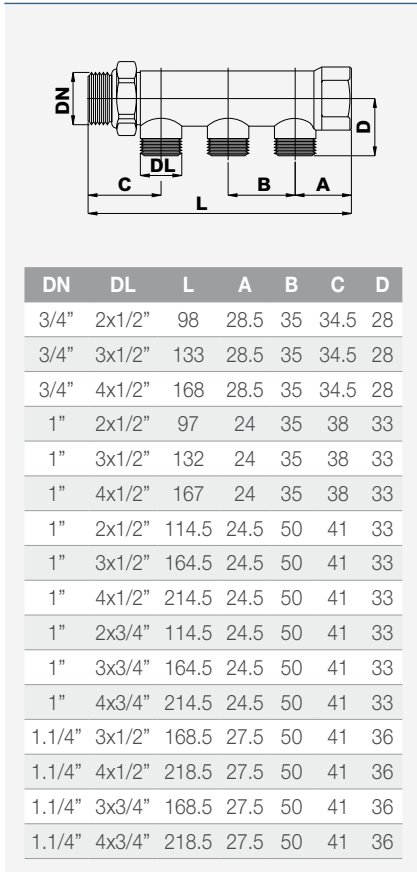 DN
D
DL
C
B
A
L
DN DL L A B C D
3/4” 2x1/2” 98 28.5 35 34.5 28
3/4” 3x1/2” 133 28.5 35 34.5 28
3/4” 4x1/2” 168 28.5 35 34.5 28
1” 2x1/2” 97 24 35 38 33
1” 3x1/2” 132 24 35 38 33
1” 4x1/2” 167 24 35 38 33
1” 2x1/2” 114.5 24.5 50 41 33
1” 3x1/2” 164.5 24.5 50 41 33
1” 4x1/2” 214.5 24.5 50 41 33
1” 2x3/4” 114.5 24.5 50 41 33
1” 3x3/4” 164.5 24.5 50 41 33
1” 4x3/4” 214.5 24.5 50 41 33
1.1/4” 3x1/2” 168.5 27.5 50 41 36
1.1/4” 4x1/2” 218.5 27.5 50 41 36
1.1/4” 3x3/4” 168.5 27.5 50 41 36
1.1/4” 4x3/4” 218.5 27.5 50 41 36